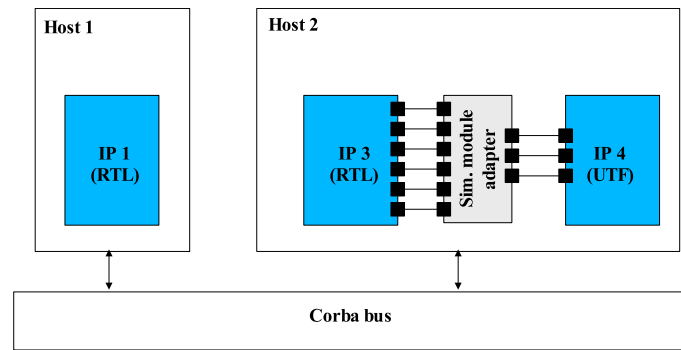 Host 1
Host 2
IP 1
(RTL)
IP 3
(RTL)
Sim. module
adapter
IP 4
(UTF)
Corba bus